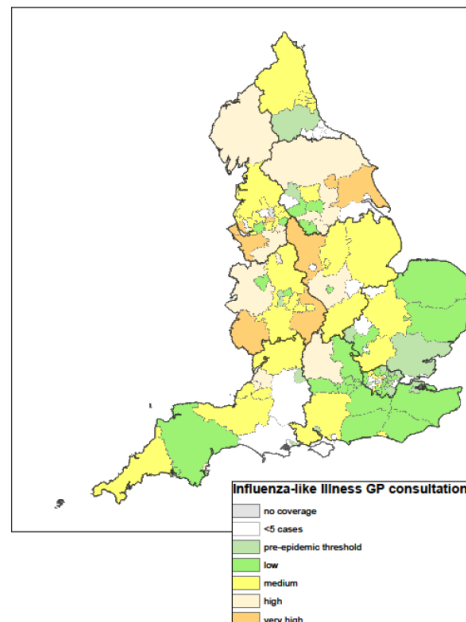 Influenza-like Illness GP consultation
no coverage
<5 cases
pre-epidemic threshold
low
medium
high
very high